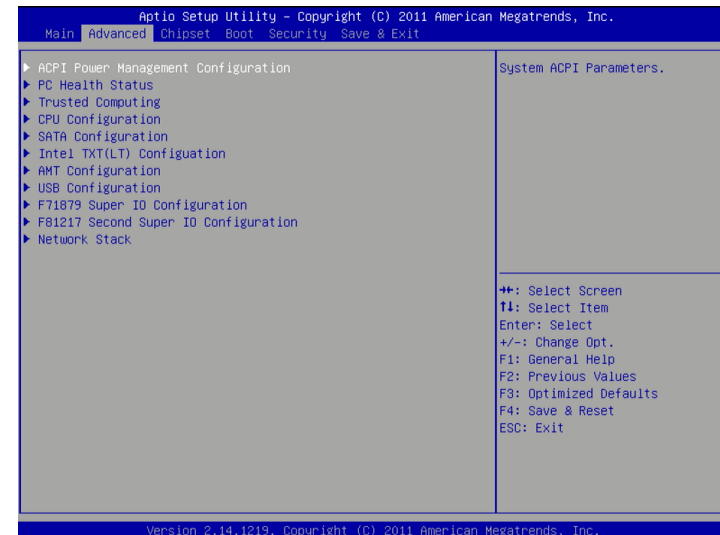 Aptio Setup Utility – Copyright (C) 2011 American Megatrends, Inc.
Main Advanced Chipset Boot Security Save & Exit
ACPI Power Management Configuration
PC Health Status
Trusted Computing
CPU Configuration
SATA Configuration
Intel TXT(LT) Configuation
AMT Configuration
USB Configuration
F71879 Super IO Configuration
F81217 Second Super IO Configuration
Network Stack
System ACPI Parameters.
→←: Select Screen
↑↓: Select Item
Enter: Select
+/-: Change Opt.
F1: General Help
F2: Previous Values
F3: Optimized Defaults
F4: Save & Reset
ESC: Exit
Version 2.14.1219. Copyright (C) 2011 American Megatrends, Inc.